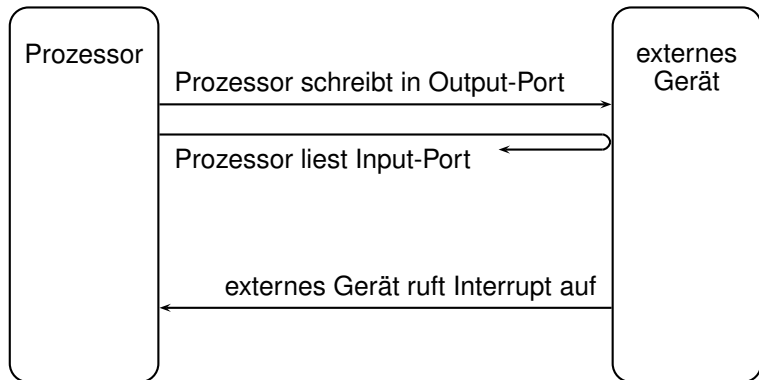 Prozessor
externes
Gerät
Prozessor schreibt in Output-Port
Prozessor liest Input-Port
externes Gerät ruft Interrupt auf